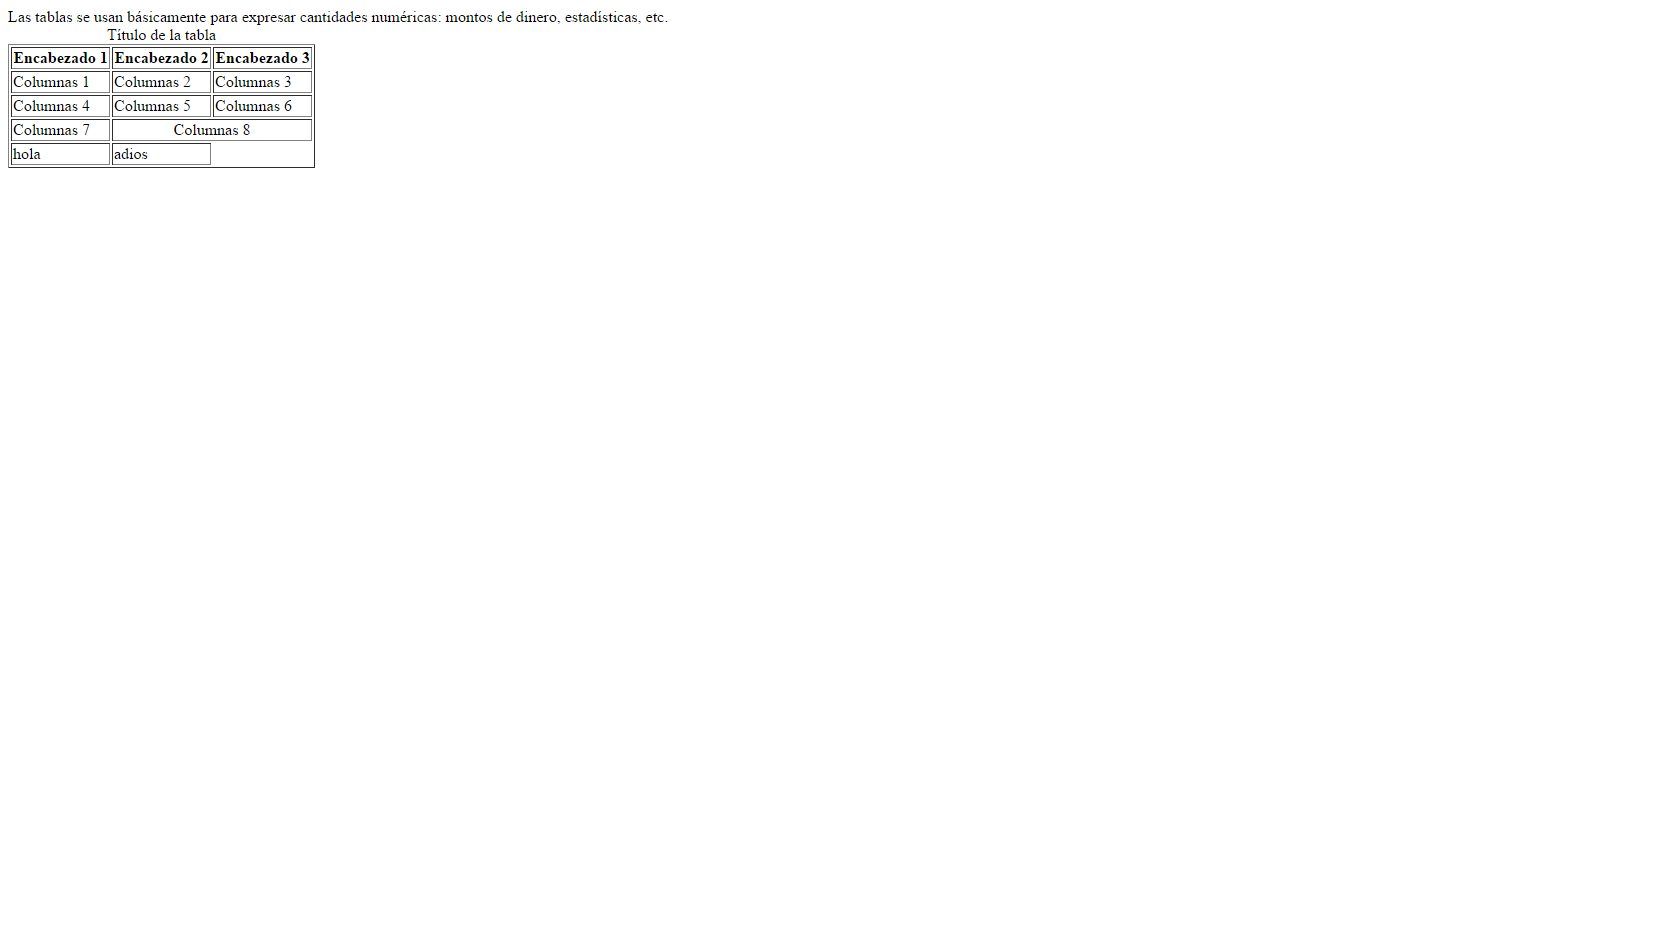 Las tablas se usan básicamente para expresar cantidades numéricas: montos de dinero, estadísticas, etc.
Título de la tabla
Encabezado 1 Encabezado 2 Encabezado 3
Columnas 1 Columnas 2 Columnas 3
Columnas 4 Columnas 5 Columnas 6
Columnas 7 Columnas 8
hola adios